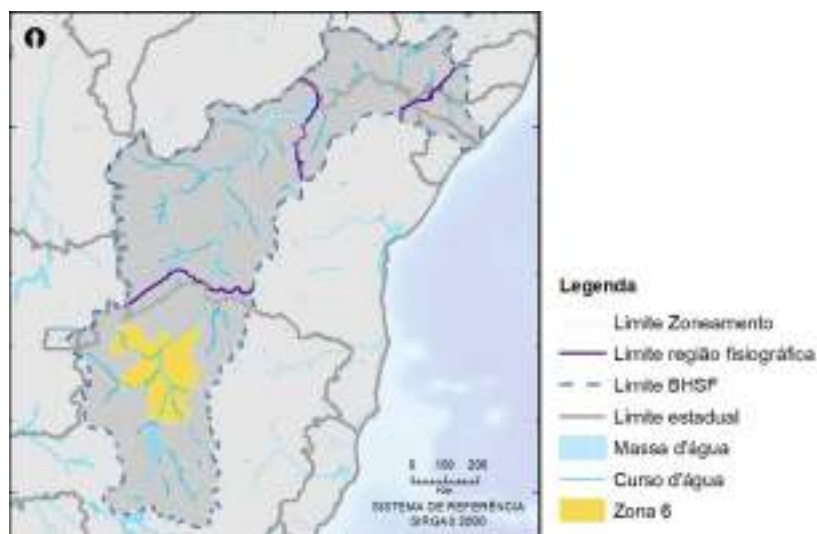 0 100 200
Km
SISTEMA DE REFERÊNCIA
SIRGAS 2000
Legenda
Limite Zoneamento
Limite região fisiográfica
Limite BHSF
Limite estadual
Massa d'água
Curso d'água
Zona 6